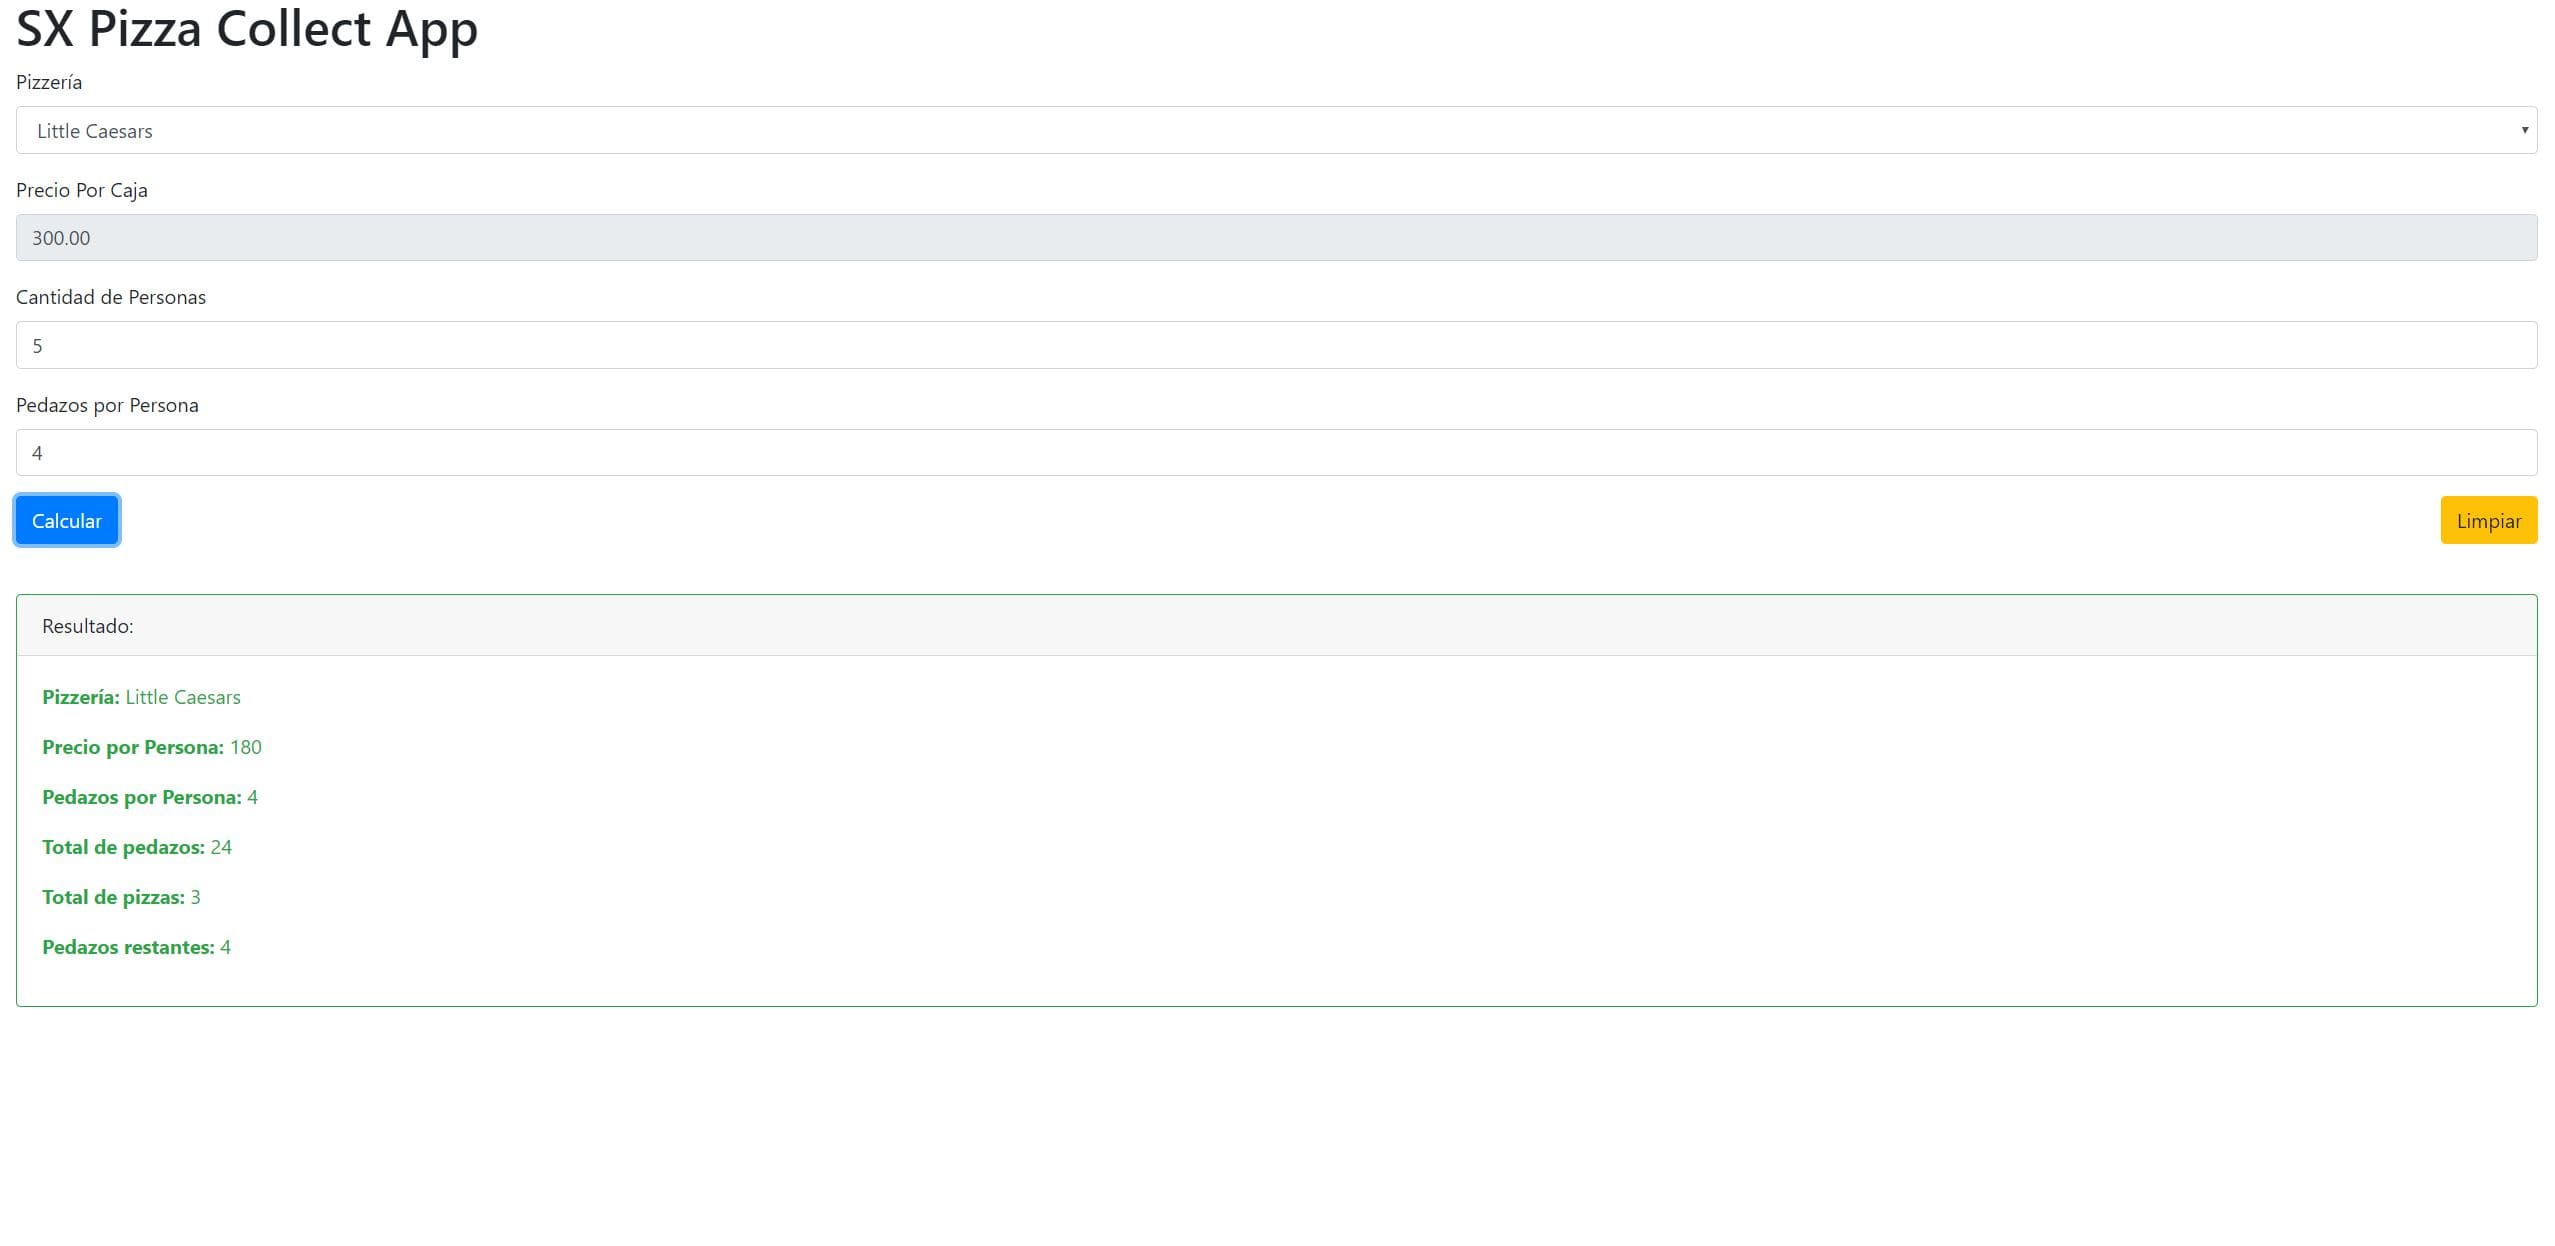 SX Pizza Collect App
Pizzería
Little Caesars
Precio Por Caja
300.00
Cantidad de Personas
5
Pedazos por Persona
4
Calcular
Limpiar
Resultado:
Pizzería: Little Caesars
Precio por Persona: 180
Pedazos por Persona: 4
Total de pedazos: 24
Total de pizzas: 3
Pedazos restantes: 4